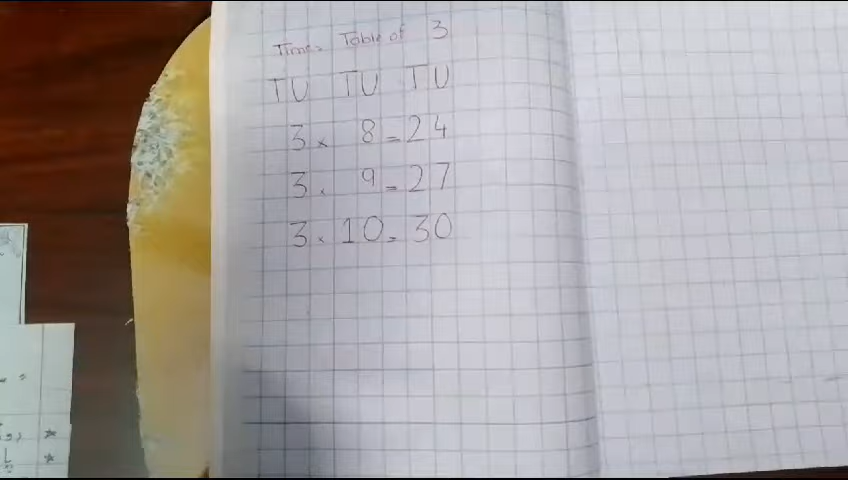 Times Table of 3
TU TU TU
3 × 8 = 24
3 × 9 = 27
3 × 10 = 30